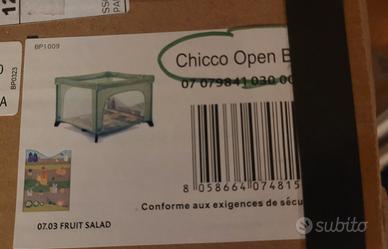 BP1009
Chicco Open B
07 079841 030 00
BP0323
A
8 058664 074815
Conforme aux exigences de sécu
07.03 FRUIT SALAD
subito